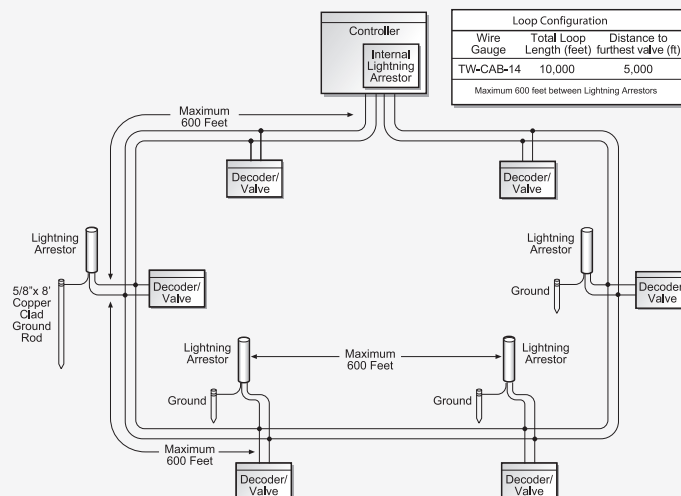 Controller
Internal
Lightning
Arrestor
Loop Configuration
Wire
Gauge
Total Loop
Length (feet)
Distance to
furthest valve (ft)
TW-CAB-14 10,000 5,000
Maximum 600 feet between Lightning Arrestors
Maximum
600 Feet
Decoder/
Valve
Decoder/
Valve
Lightning
Arrestor
5/8"x 8'
Copper
Clad
Ground
Rod
Decoder/
Valve
Lightning
Arrestor
Ground
Decoder/
Valve
Lightning
Arrestor
Maximum
600 Feet
Lightning
Arrestor
Ground
Ground
Maximum
600 Feet
Decoder/
Valve
Decoder/
Valve